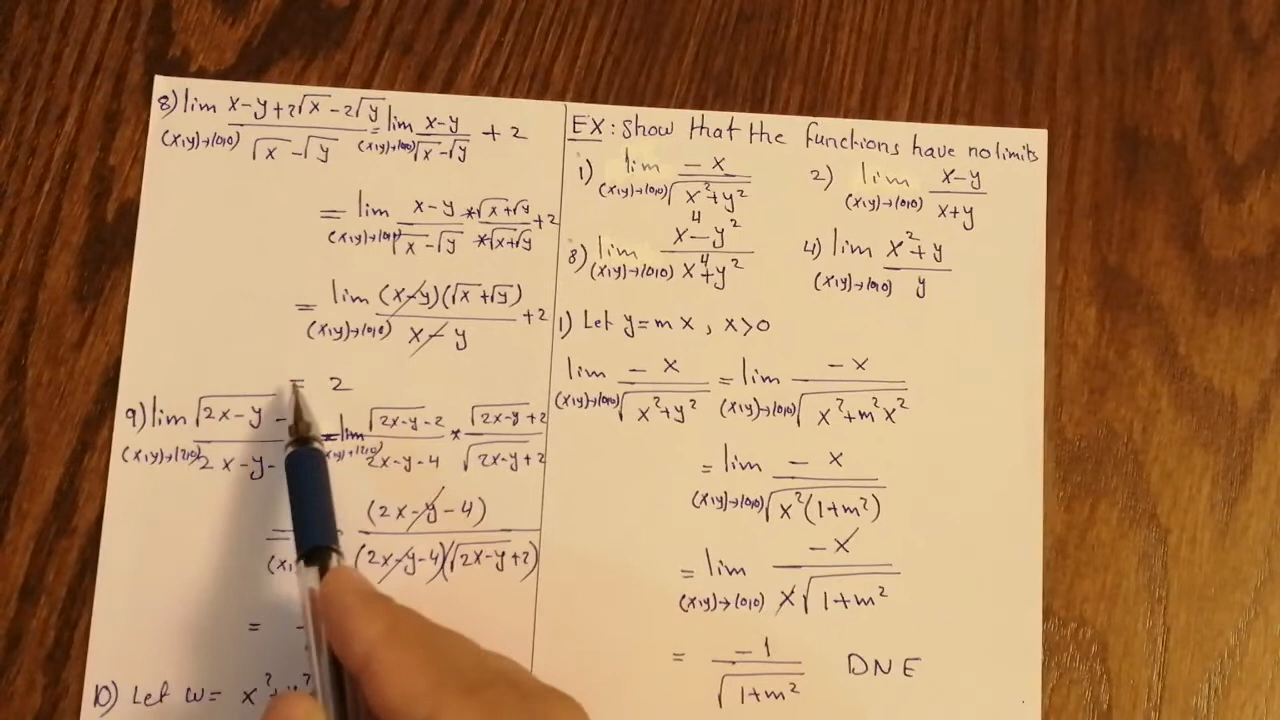 8) lim x-y+2√x-2√y / √x-√y = lim x-y / √x-√y + 2
(x,y)→(0,0) (x,y)→(0,0)
= lim x-y / √x-√y * √x+√y / * √x+√y + 2
(x,y)→(0,0)
= lim (x-y)(√x+√y) / x-y + 2
(x,y)→(0,0)
= 2
9) lim √2x-y - / 2x-y- = lim √2x-y-2 / 2x-y-4 * √2x-y+2 / √2x-y+2
(x,y)→(2,0) (x,y)→(2,0)
= (2x-y-4) / (2x-y-4)(√2x-y+2)
(x,
= -
10) Let w= x²+y²
EX: Show that the functions have no limits
1) lim -x / √x²+y² 2) lim x-y / x+y
(x,y)→(0,0) (x,y)→(0,0)
3) lim x⁴-y² / x⁴+y² 4) lim x²+y / y
(x,y)→(0,0) (x,y)→(0,0)
1) Let y=mx, x>0
lim -x / √x²+y² = lim -x / √x²+m²x²
(x,y)→(0,0) (x,y)→(0,0)
= lim -x / √x²(1+m²)
(x,y)→(0,0)
= lim -x / x√1+m²
(x,y)→(0,0)
= -1 / √1+m² DNE